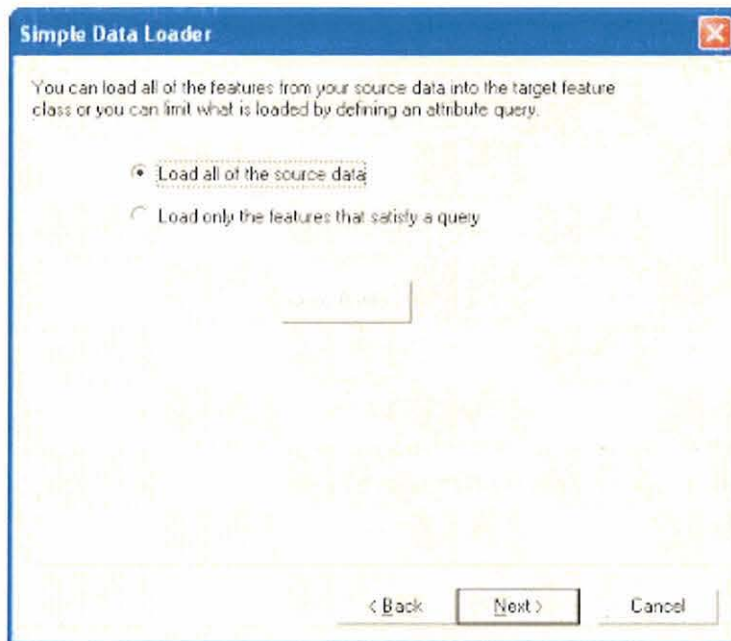 Simple Data Loader
You can load all of the features from your source data into the target feature
class or you can limit what is loaded by defining an attribute query.
Load all of the source data
Load only the features that satisfy a query
< Back
Next >
Cancel